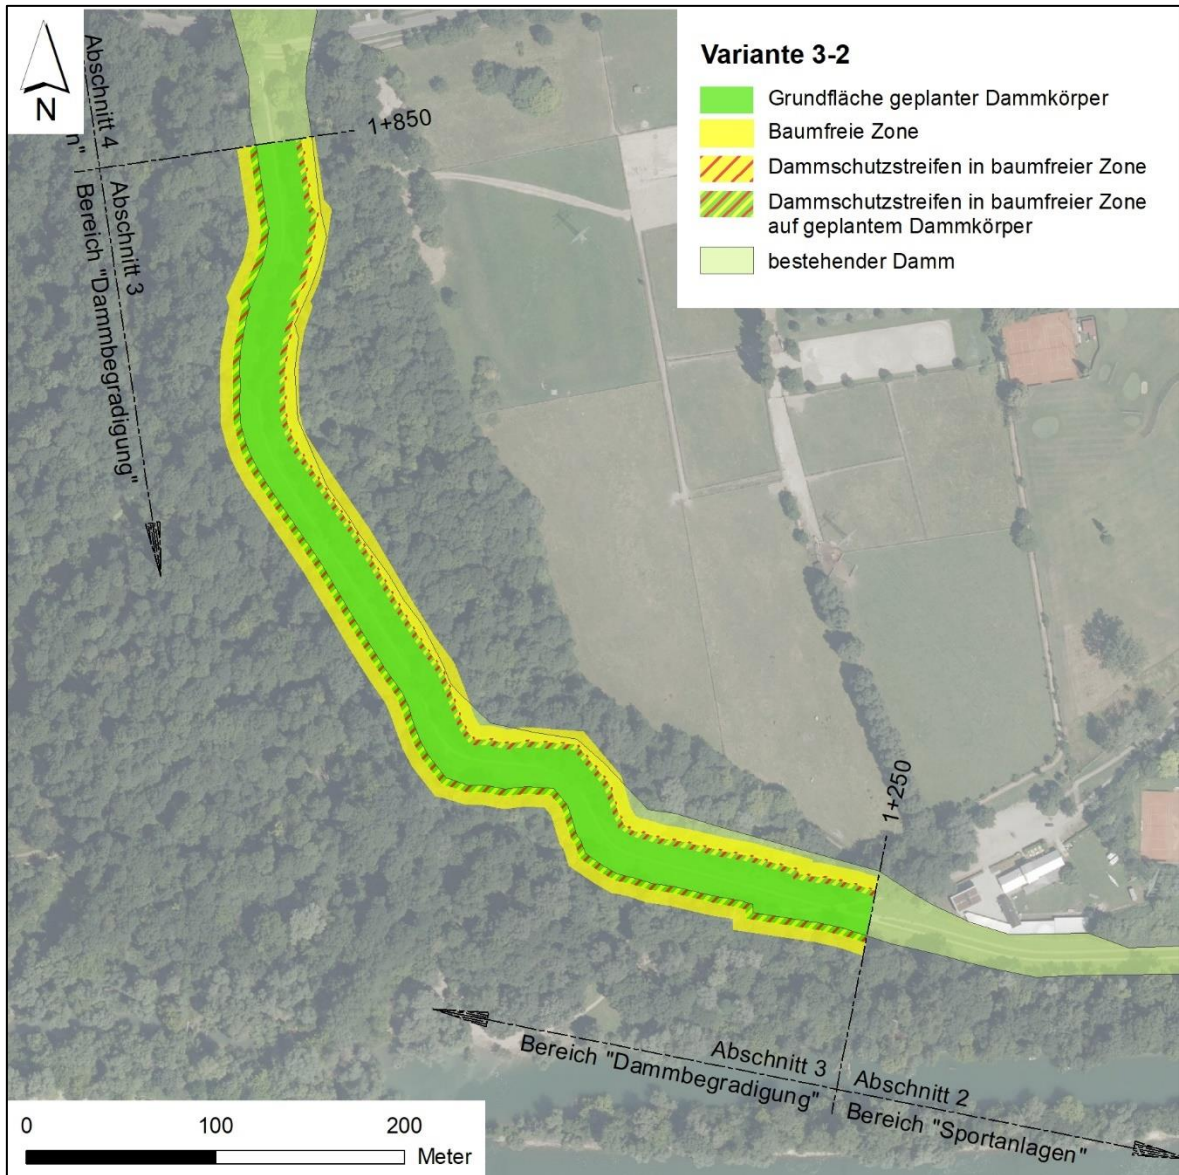 N
Abschnitt 4
n"
Abschnitt 3
Bereich "Dammbegradigung"
1+850
Variante 3-2
Grundfläche geplanter Dammkörper
Baumfreie Zone
Dammschutzstreifen in baumfreier Zone
Dammschutzstreifen in baumfreier Zone
auf geplantem Dammkörper
bestehender Damm
1+250
Abschnitt 3
Bereich "Dammbegradigung"
Abschnitt 2
Bereich "Sportanlagen"
0 100 200
Meter